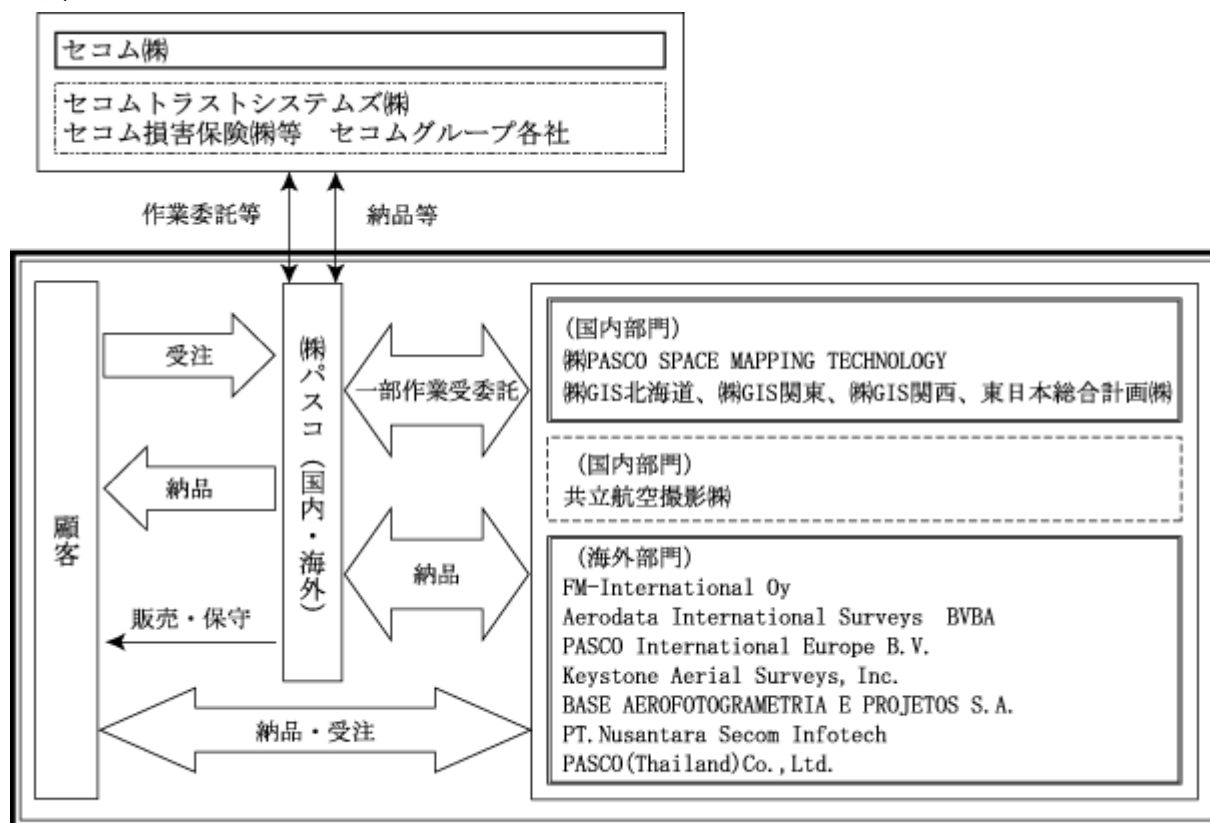 セコム㈱
セコムトラストシステムズ㈱
セコム損害保険㈱等　セコムグループ各社
作業委託等
納品等
顧客
受注
納品
販売・保守
㈱パスコ（国内・海外）
一部作業受委託
納品
納品・受注
(国内部門)
㈱PASCO SPACE MAPPING TECHNOLOGY
㈱GIS北海道、㈱GIS関東、㈱GIS関西、東日本総合計画㈱
(国内部門)
共立航空撮影㈱
(海外部門)
FM-International Oy
Aerodata International Surveys BVBA
PASCO International Europe B.V.
Keystone Aerial Surveys, Inc.
BASE AEROFOTOGRAMETRIA E PROJETOS S.A.
PT.Nusantara Secom Infotech
PASCO(Thailand)Co.,Ltd.